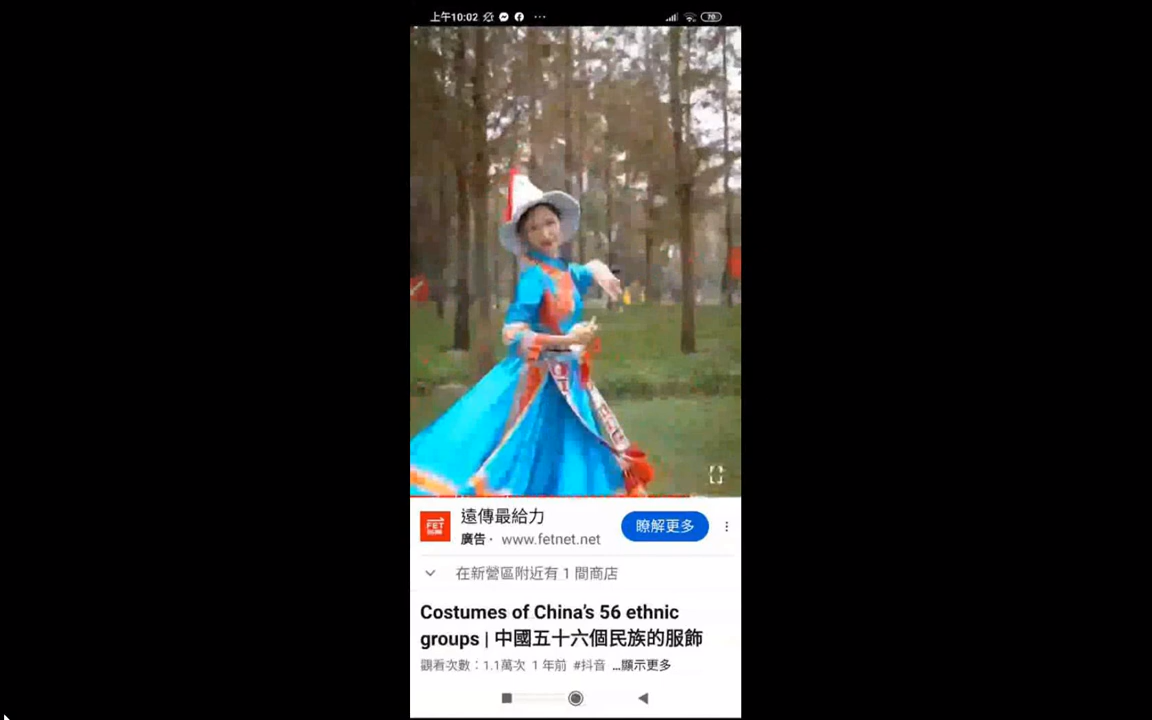 上午10:02
70
FET
遠傳最給力
廣告 · www.fetnet.net
瞭解更多
在新營區附近有 1 間商店
Costumes of China's 56 ethnic
groups | 中國五十六個民族的服飾
觀看次數：1.1萬次 1 年前 #抖音 ...顯示更多